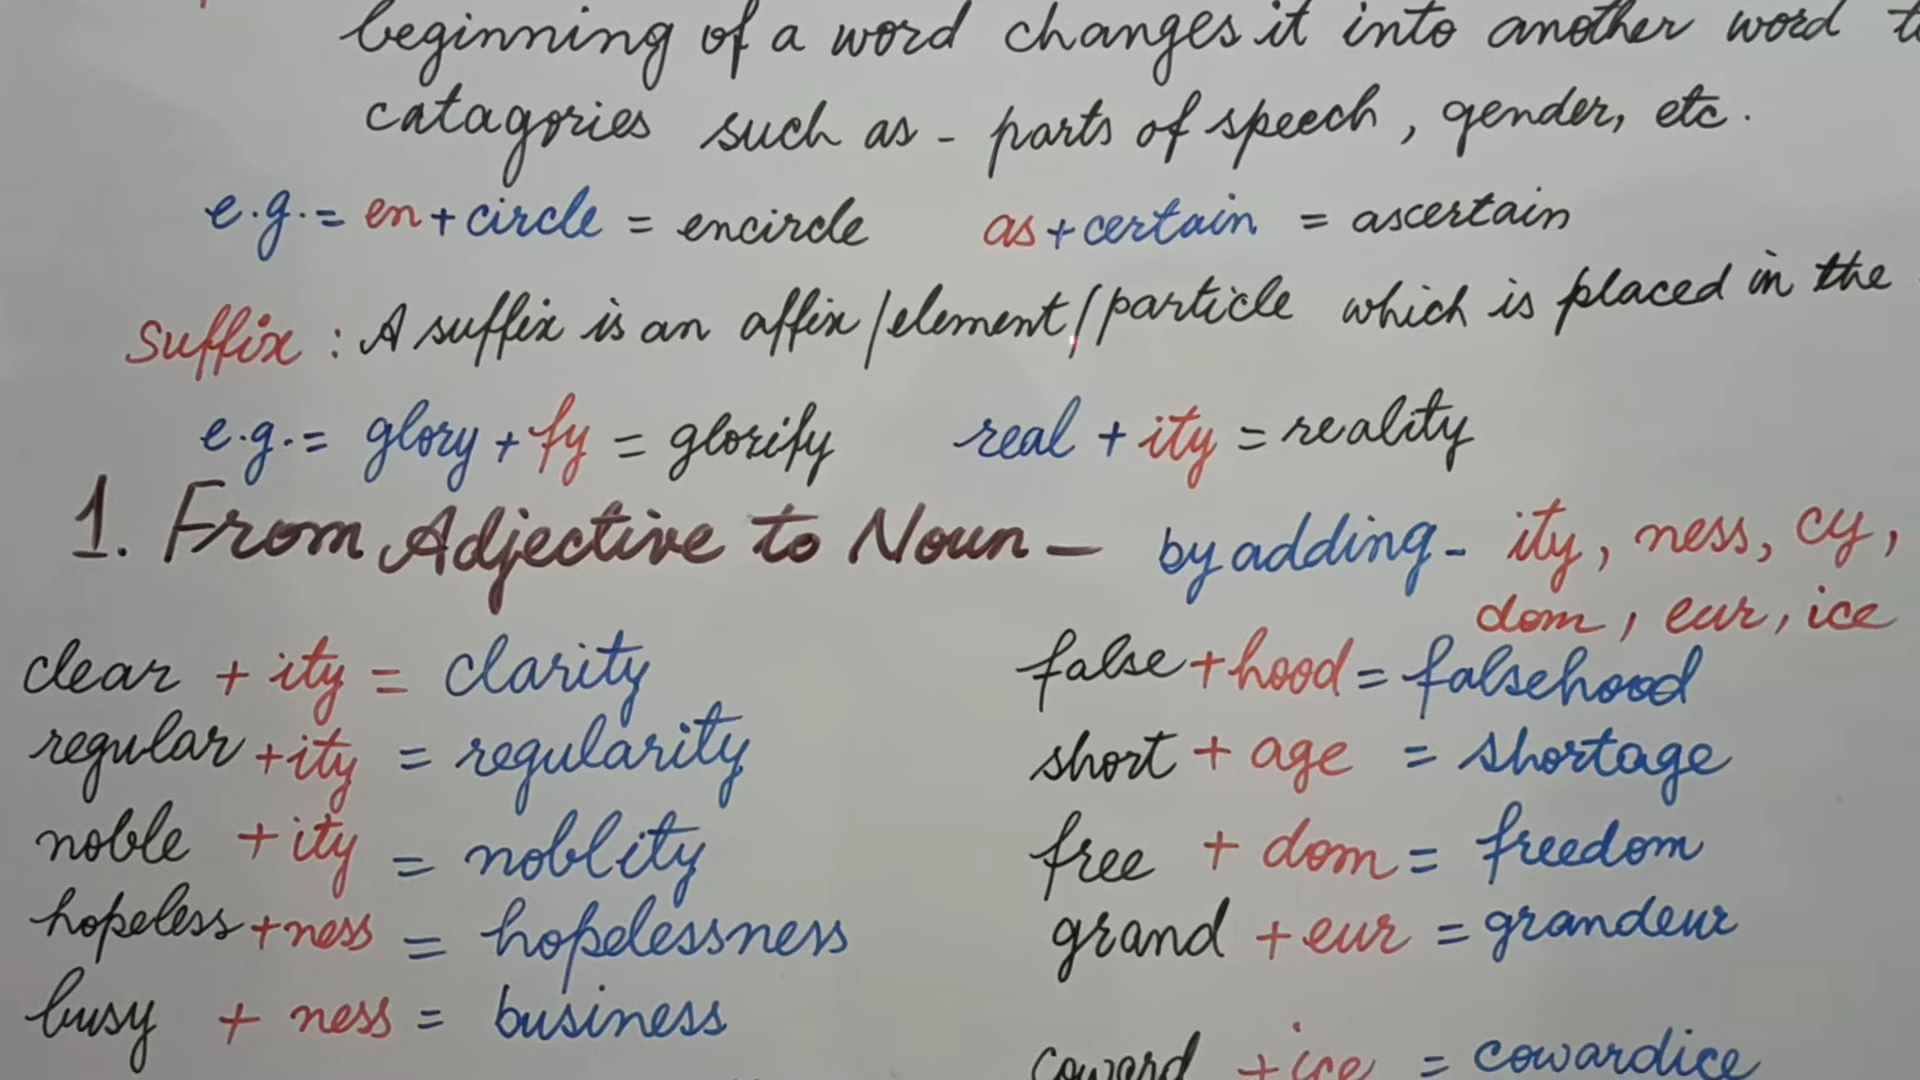 beginning of a word changes it into another word
catagories such as - parts of speech, gender, etc.
e.g. = en + circle = encircle as + certain = ascertain
Suffix : A suffix is an affix/element/particle which is placed in the
e.g. = glory + fy = glorify real + ity = reality
1. From Adjective to Noun – by adding - ity, ness, cy,
dom, eur, ice
clear + ity = clarity
regular + ity = regularity
noble + ity = noblity
hopeless + ness = hopelessness
busy + ness = business
false + hood = falsehood
short + age = shortage
free + dom = freedom
grand + eur = grandeur
coward + ice = cowardice